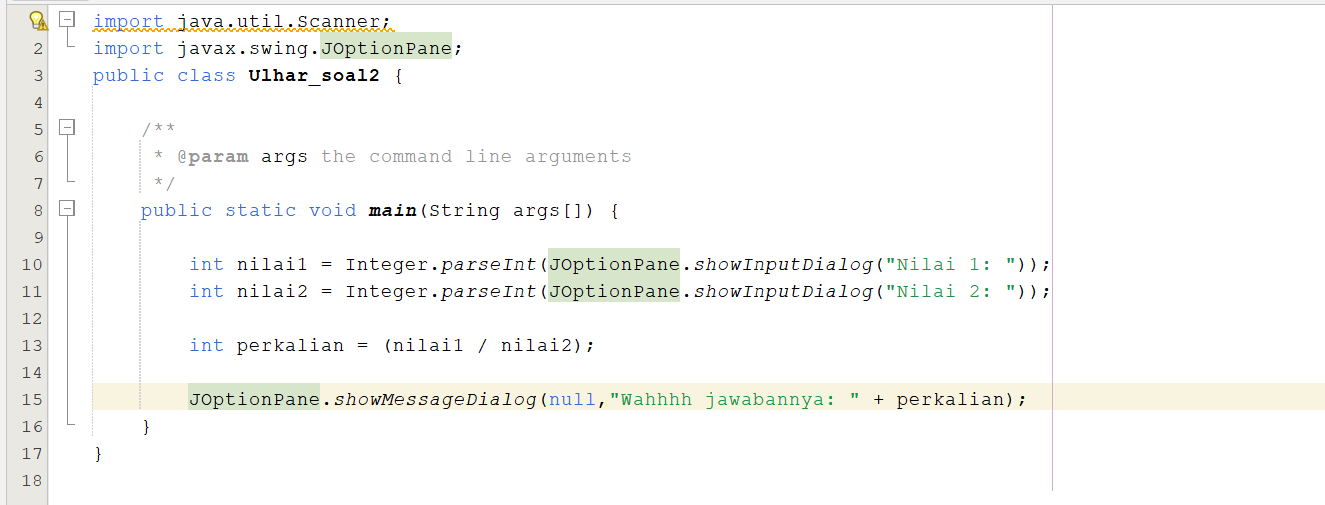 import java.util.Scanner;
2 import javax.swing.JOptionPane;
3 public class Ulhar_soal2 {
4
5     /**
6      * @param args the command line arguments
7      */
8     public static void main(String args[]) {
9
10         int nilai1 = Integer.parseInt(JOptionPane.showInputDialog("Nilai 1: "));
11         int nilai2 = Integer.parseInt(JOptionPane.showInputDialog("Nilai 2: "));
12
13         int perkalian = (nilai1 / nilai2);
14
15         JOptionPane.showMessageDialog(null,"Wahhhh jawabannya: " + perkalian);
16     }
17 }
18